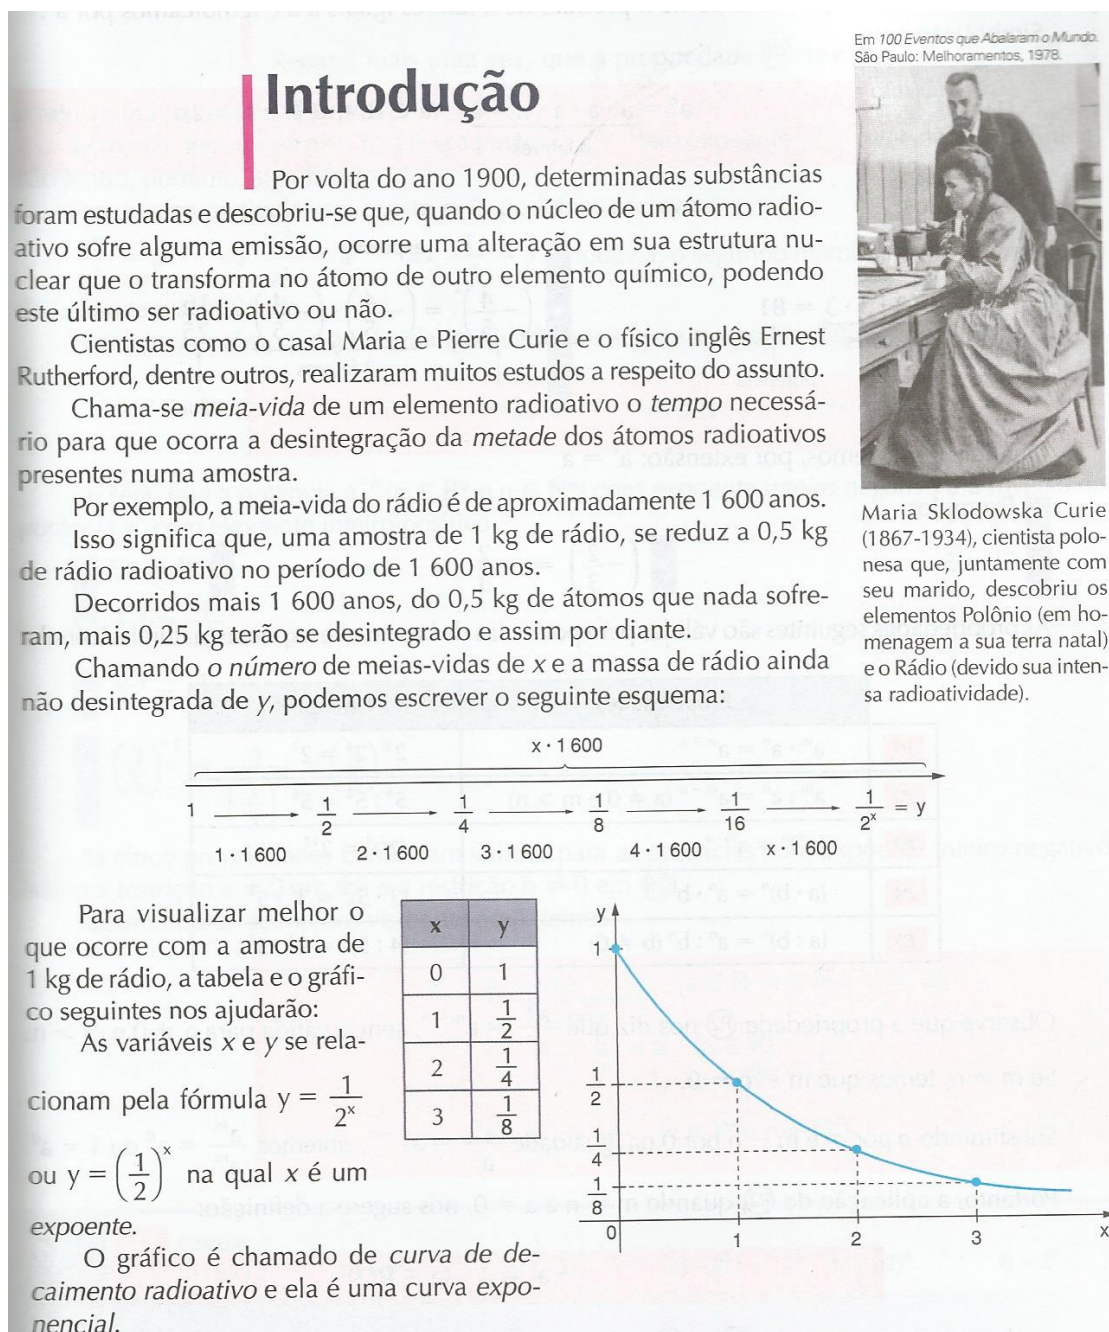 Em 100 Eventos que Abalaram o Mundo.
São Paulo: Melhoramentos, 1978.
Introdução
Por volta do ano 1900, determinadas substâncias
foram estudadas e descobriu-se que, quando o núcleo de um átomo radio-
ativo sofre alguma emissão, ocorre uma alteração em sua estrutura nu-
clear que o transforma no átomo de outro elemento químico, podendo
este último ser radioativo ou não.
Cientistas como o casal Maria e Pierre Curie e o físico inglês Ernest
Rutherford, dentre outros, realizaram muitos estudos a respeito do assunto.
Chama-se meia-vida de um elemento radioativo o tempo necessá-
rio para que ocorra a desintegração da metade dos átomos radioativos
presentes numa amostra.
Por exemplo, a meia-vida do rádio é de aproximadamente 1 600 anos.
Isso significa que, uma amostra de 1 kg de rádio, se reduz a 0,5 kg
de rádio radioativo no período de 1 600 anos.
Decorridos mais 1 600 anos, do 0,5 kg de átomos que nada sofre-
ram, mais 0,25 kg terão se desintegrado e assim por diante.
Chamando o número de meias-vidas de x e a massa de rádio ainda
não desintegrada de y, podemos escrever o seguinte esquema:
Maria Sklodowska Curie
(1867-1934), cientista polo-
nesa que, juntamente com
seu marido, descobriu os
elementos Polônio (em ho-
menagem a sua terra natal)
e o Rádio (devido sua inten-
sa radioatividade).
x · 1 600
1 1/2 1/4 1/8 1/16 1/2^x = y
1 · 1 600 2 · 1 600 3 · 1 600 4 · 1 600 x · 1 600
Para visualizar melhor o
que ocorre com a amostra de
1 kg de rádio, a tabela e o gráfi-
co seguintes nos ajudarão:
As variáveis x e y se rela-
cionam pela fórmula y = 1/2^x
ou y = (1/2)^x na qual x é um
expoente.
O gráfico é chamado de curva de de-
caimento radioativo e ela é uma curva expo-
nencial.
x y
0 1
1 1/2
2 1/4
3 1/8
y
1
1/2
1/4
1/8
0 1 2 3 x